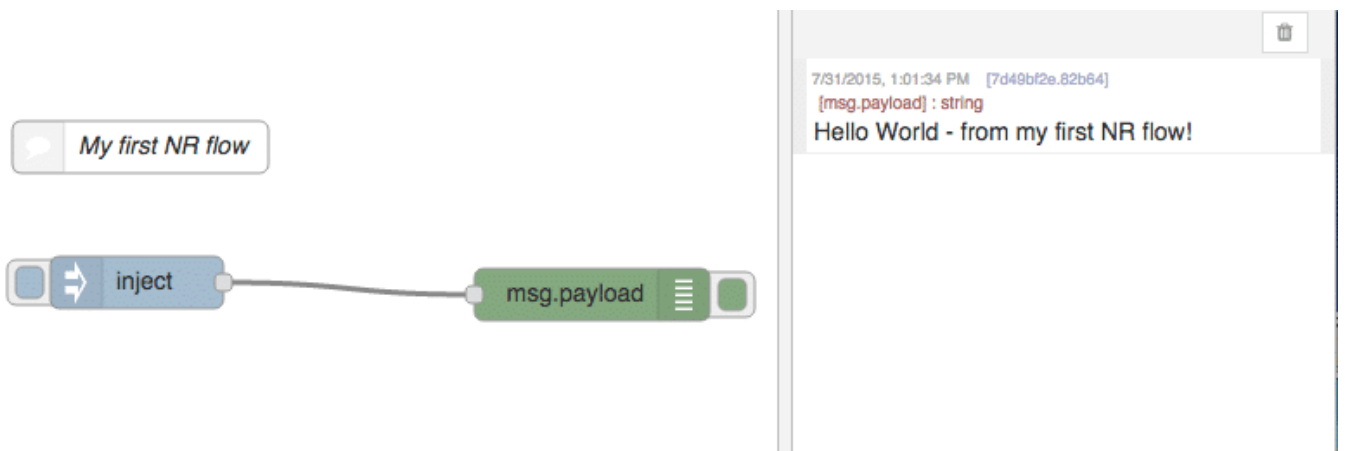 My first NR flow
inject
msg.payload
7/31/2015, 1:01:34 PM [7d49bf2e.82b64]
[msg.payload] : string
Hello World - from my first NR flow!